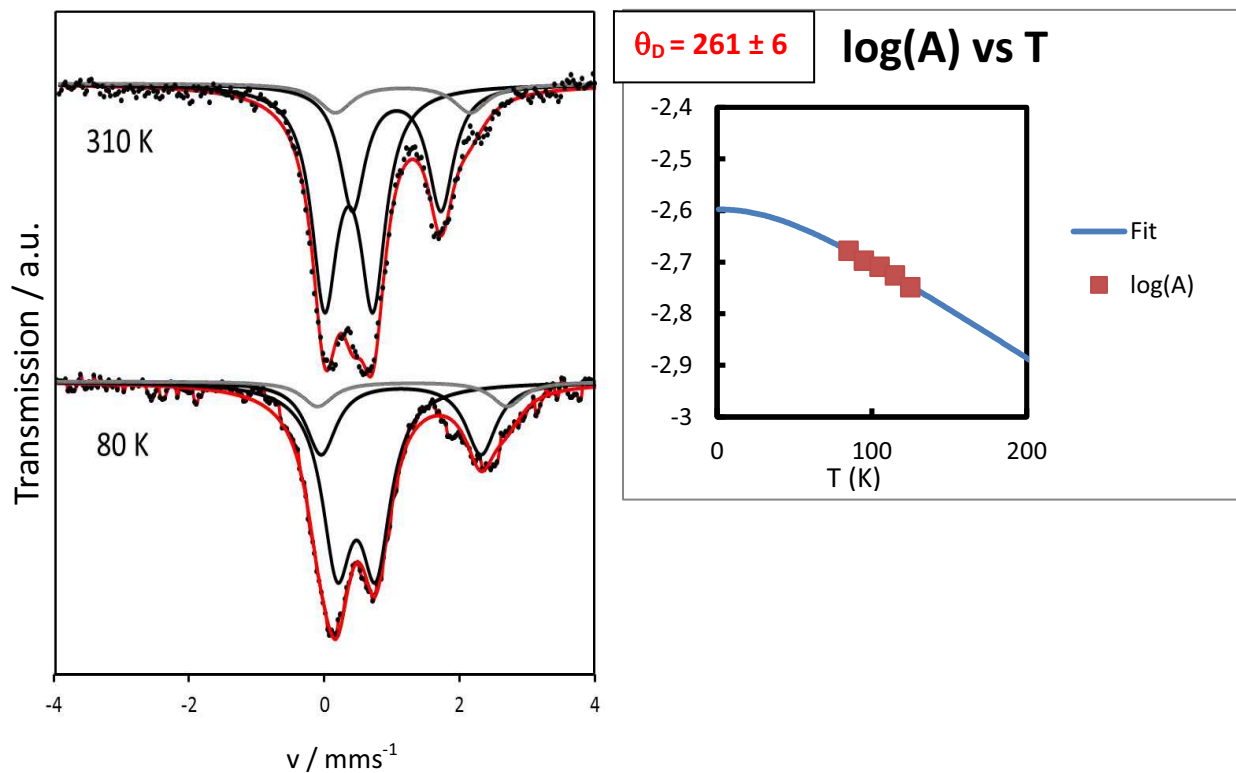 310 K
80 K
Transmission / a.u.
-4
-2
0
2
4
v / mms⁻¹
θD = 261 ± 6
log(A) vs T
-2,4
-2,5
-2,6
-2,7
-2,8
-2,9
-3
0
100
200
T (K)
Fit
log(A)